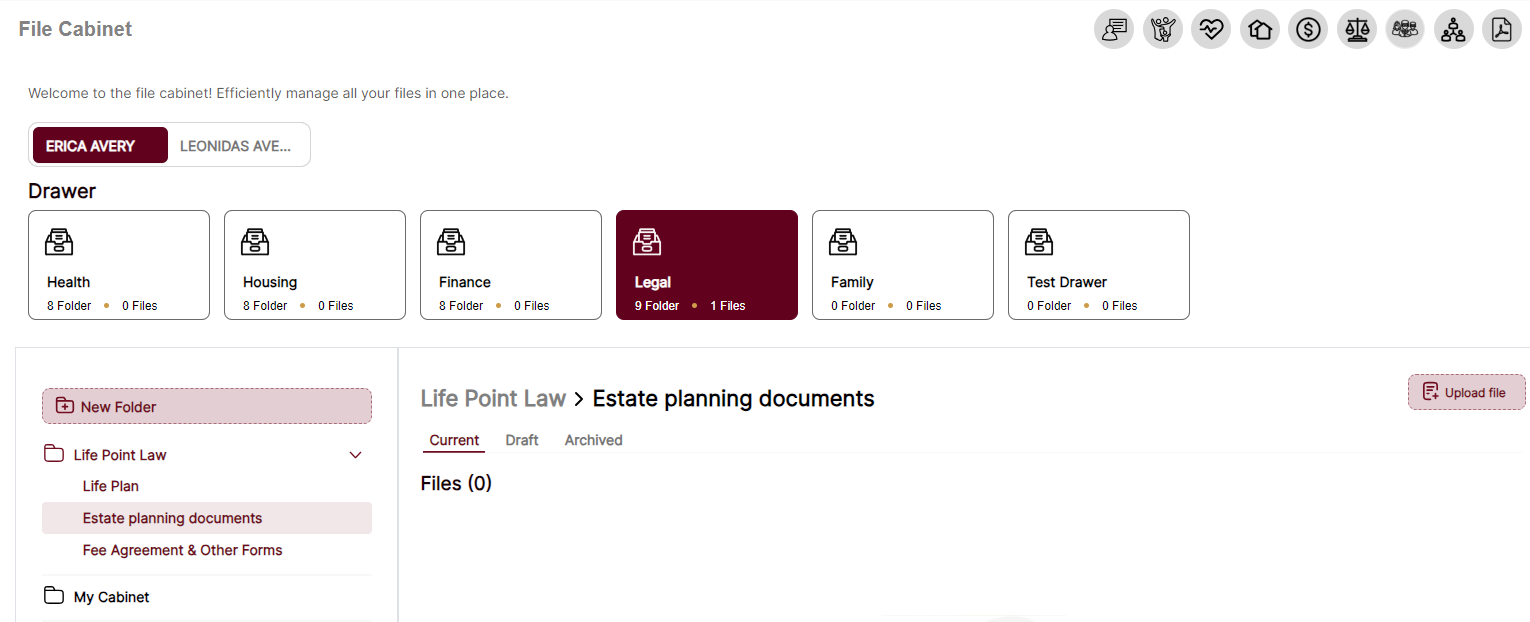 File Cabinet
Welcome to the file cabinet! Efficiently manage all your files in one place.
ERICA AVERY LEONIDAS AVE...
Drawer
Health Housing Finance Legal Family Test Drawer
8 Folder • 0 Files 8 Folder • 0 Files 8 Folder • 0 Files 9 Folder • 1 Files 0 Folder • 0 Files 0 Folder • 0 Files
New Folder
Life Point Law
Life Plan
Estate planning documents
Fee Agreement & Other Forms
My Cabinet
Life Point Law > Estate planning documents
Upload file
Current Draft Archived
Files (0)